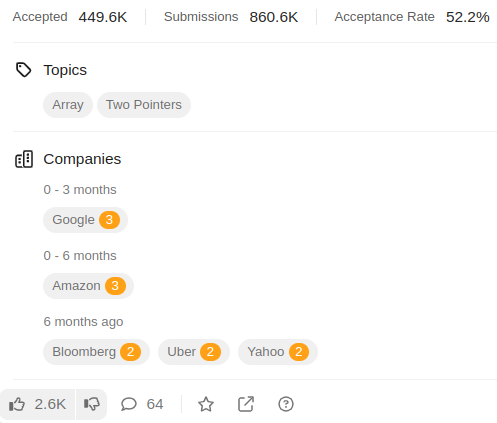 Accepted 449.6K Submissions 860.6K Acceptance Rate 52.2%
Topics
Array Two Pointers
Companies
0 - 3 months
Google 3
0 - 6 months
Amazon 3
6 months ago
Bloomberg 2 Uber 2 Yahoo 2
2.6K 64